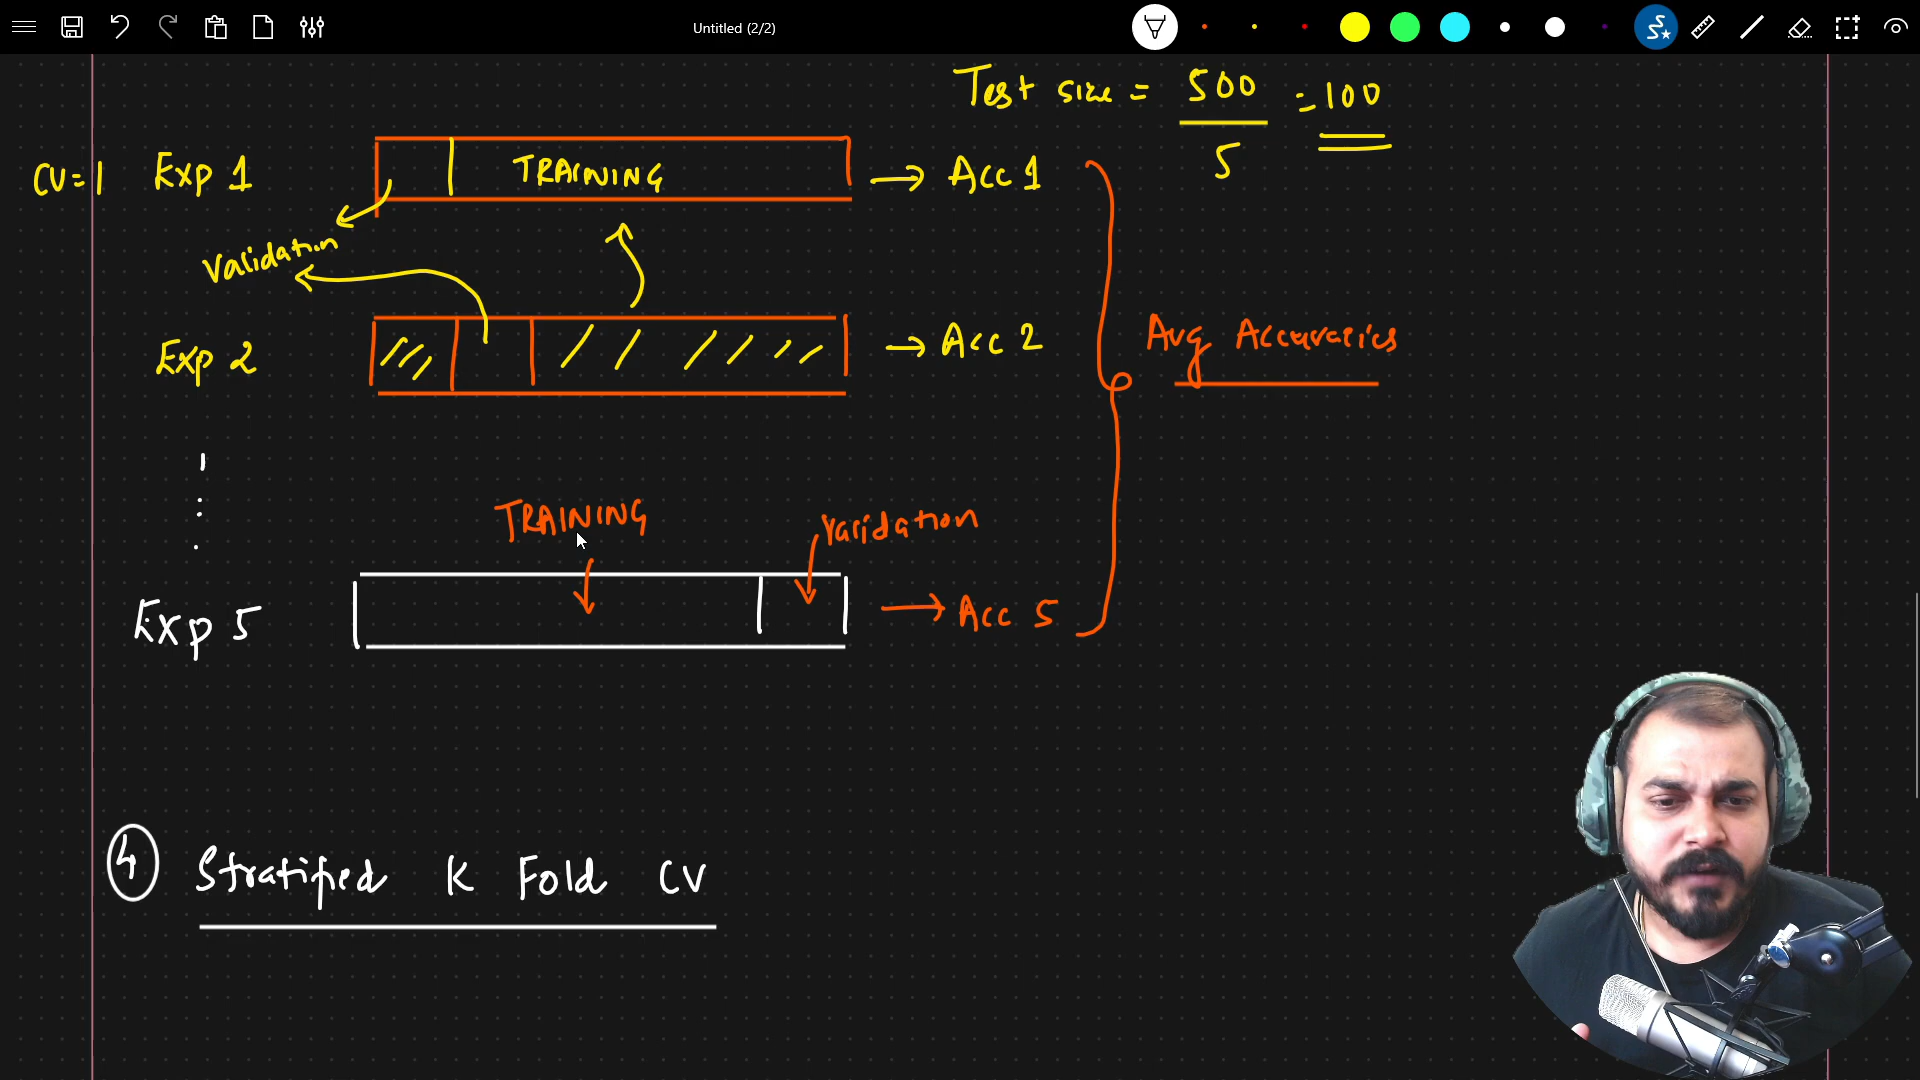 Untitled (2/2)
Test size = 500 / 5 = 100
CV=1 Exp 1 TRAINING → Acc 1
Validation
Exp 2 → Acc 2
Avg Accuracies
TRAINING
Validation
Exp 5 → Acc 5
4 Stratified K Fold CV